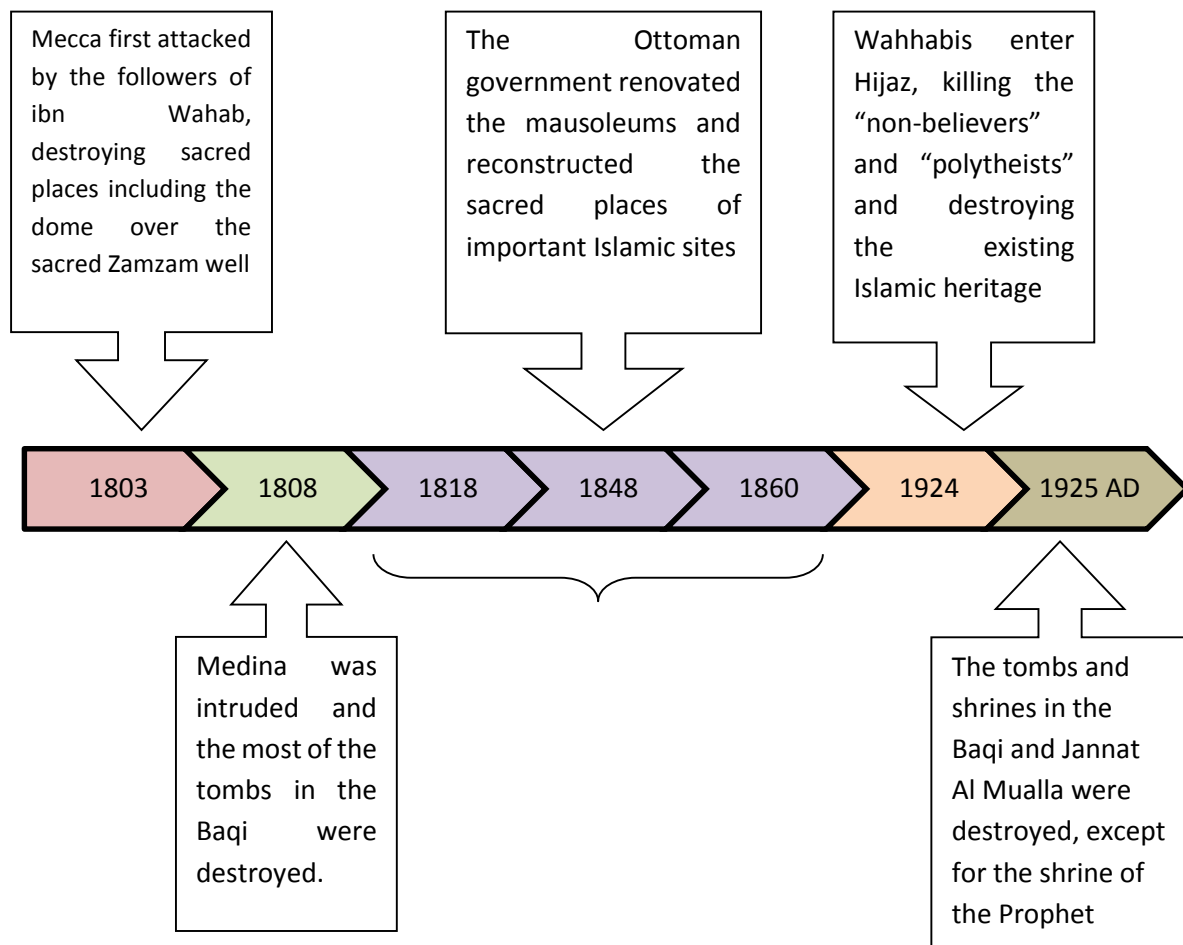 Mecca first attacked
by the followers of
ibn Wahab,
destroying sacred
places including the
dome over the
sacred Zamzam well
The Ottoman
government renovated
the mausoleums and
reconstructed the
sacred places of
important Islamic sites
Wahhabis enter
Hijaz, killing the
“non-believers”
and “polytheists”
and destroying
the existing
Islamic heritage
1803
1808
1818
1848
1860
1924
1925 AD
Medina was
intruded and
the most of the
tombs in the
Baqi were
destroyed.
The tombs and
shrines in the
Baqi and Jannat
Al Mualla were
destroyed, except
for the shrine of
the Prophet